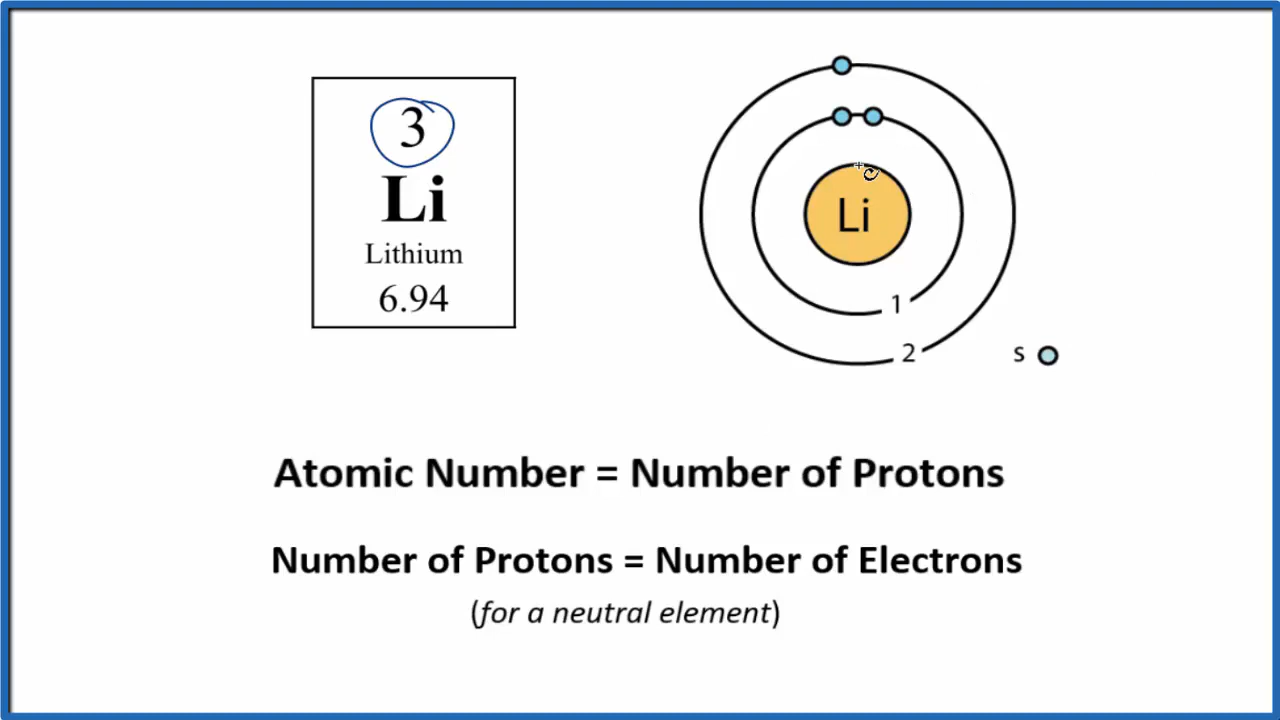 3
Li
Lithium
6.94
Li
1
2
s
Atomic Number = Number of Protons
Number of Protons = Number of Electrons
(for a neutral element)